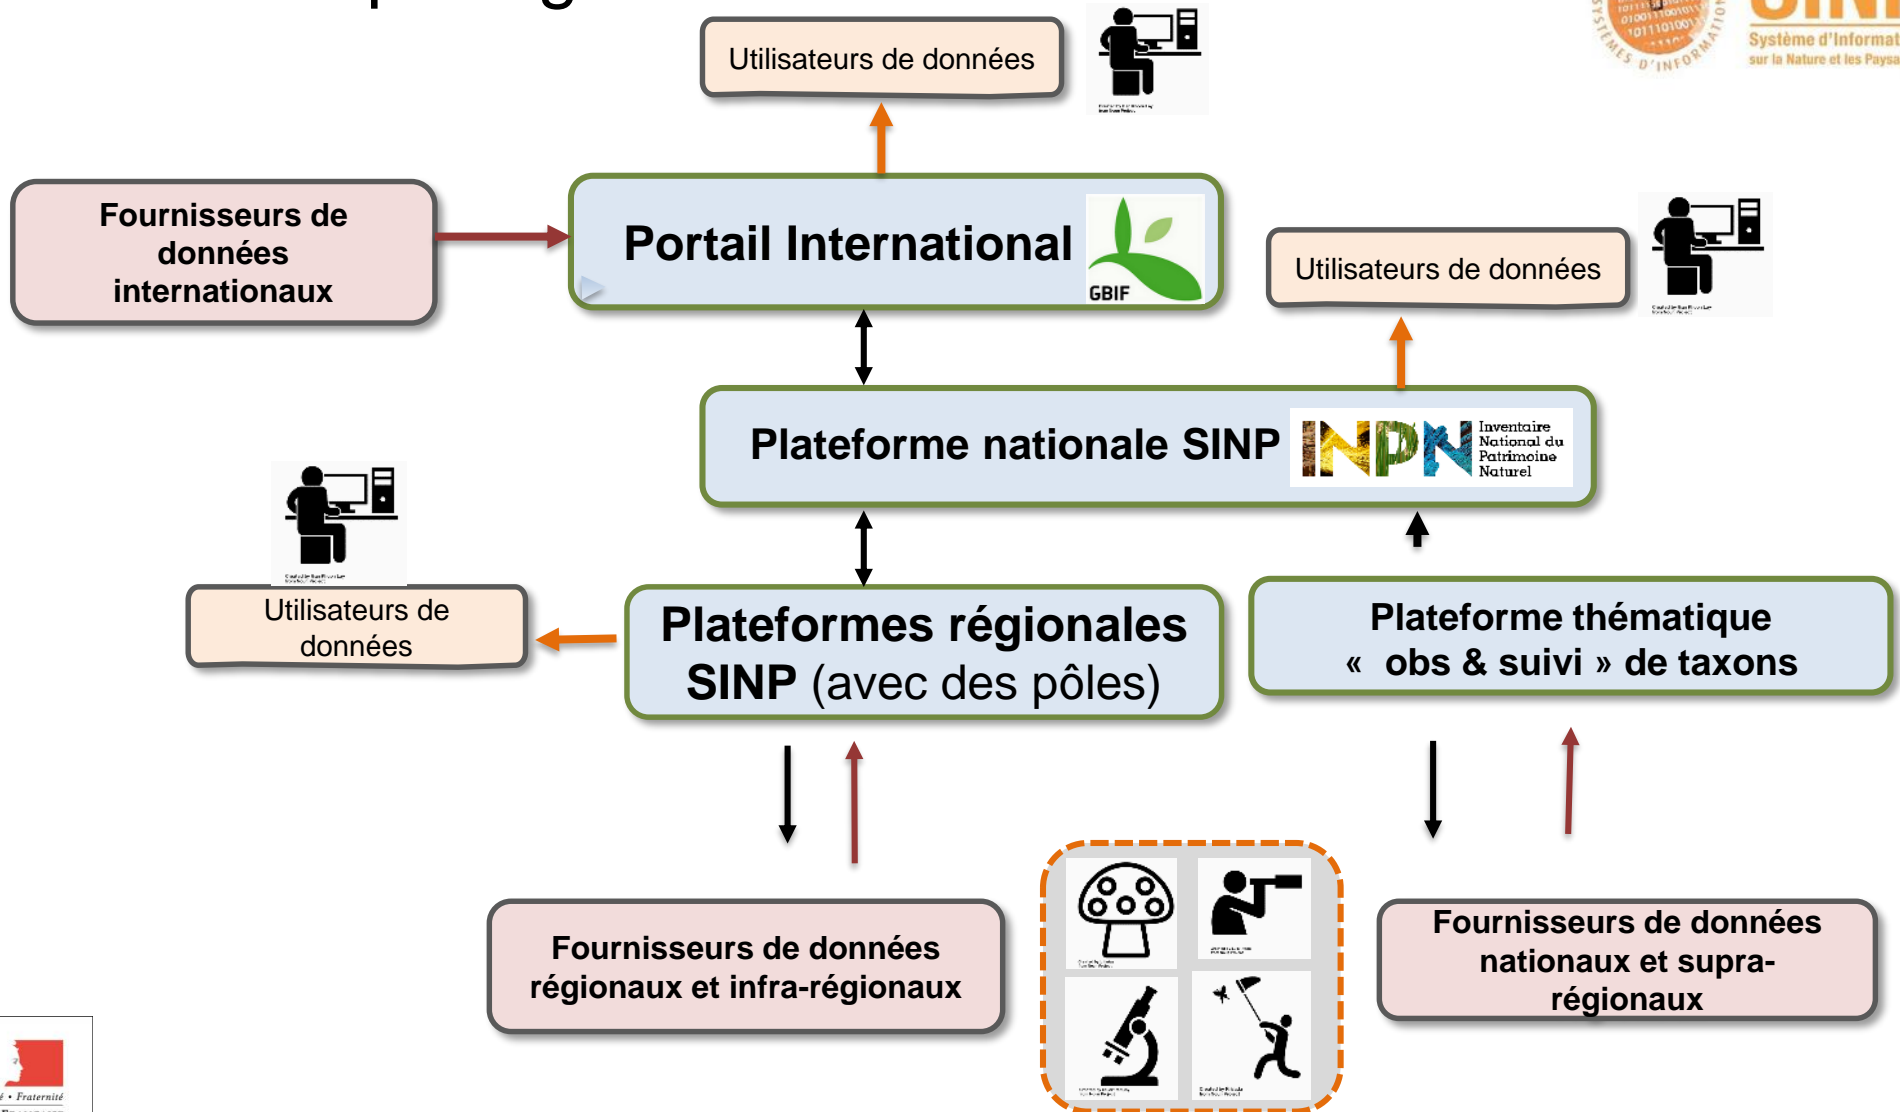 Utilisateurs de données
Système d'Informat
sur la Nature et les Paysa
D'INFORMATION
Fournisseurs de
données
internationaux
Portail International
GBIF
Utilisateurs de données
Plateforme nationale SINP
INPN
Inventaire
National du
Patrimoine
Naturel
Utilisateurs de
données
Plateformes régionales
SINP (avec des pôles)
Plateforme thématique
« obs & suivi » de taxons
Fournisseurs de données
régionaux et infra-régionaux
Fournisseurs de données
nationaux et supra-
régionaux
é • Fraternité